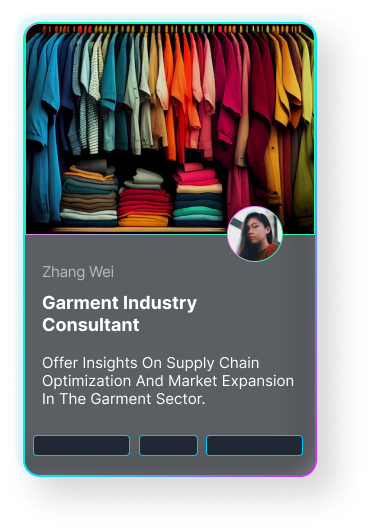 Zhang Wei
Garment Industry
Consultant
Offer Insights On Supply Chain
Optimization And Market Expansion
In The Garment Sector.